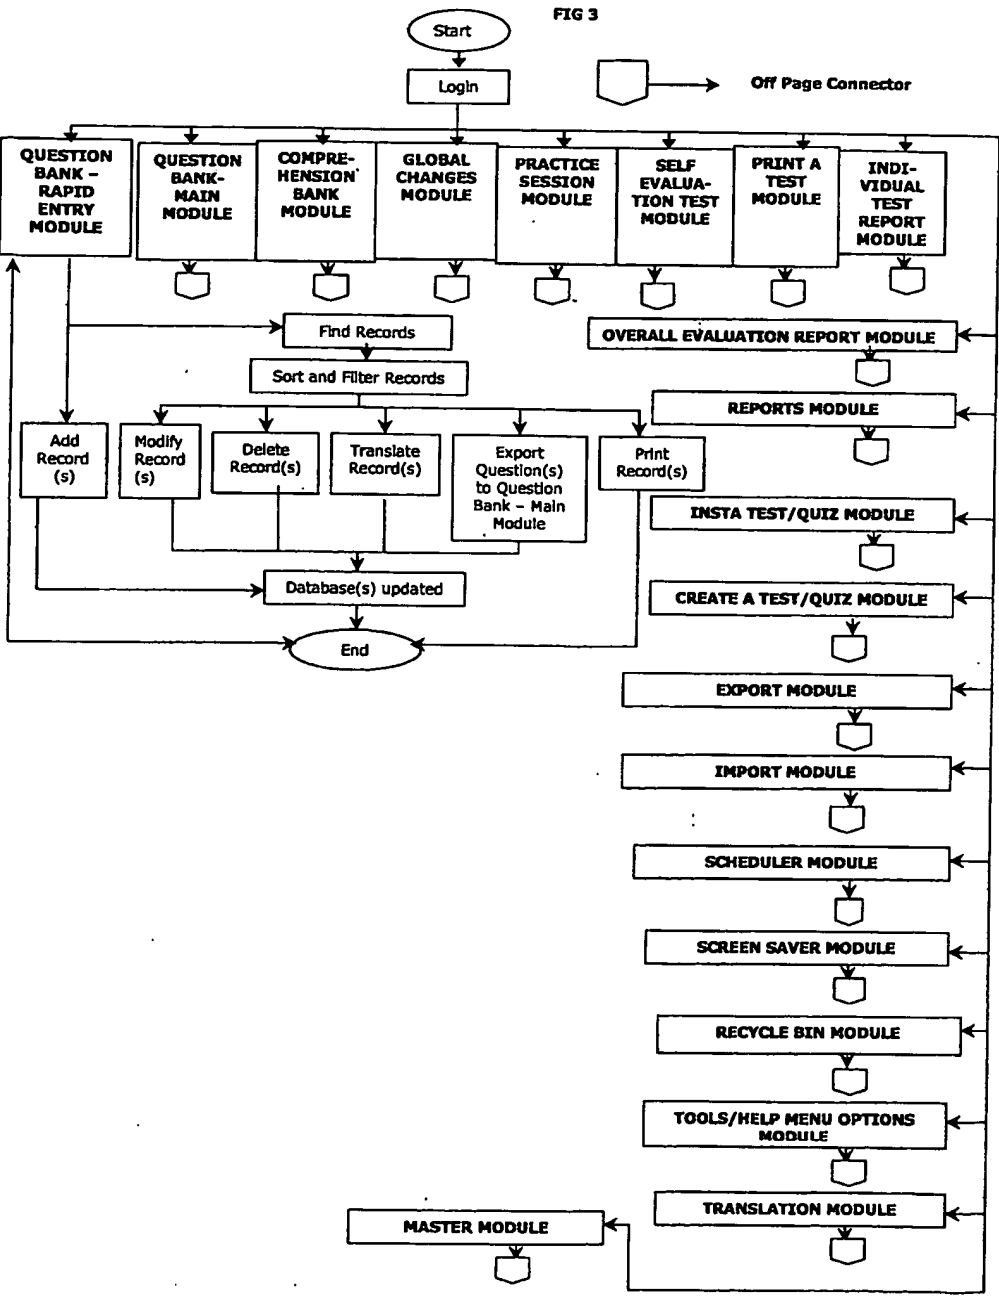 FIG 3
Start
Login
Off Page Connector
QUESTION
BANK –
RAPID
ENTRY
MODULE
QUESTION
BANK-
MAIN
MODULE
COMPRE-
HENSION
BANK
MODULE
GLOBAL
CHANGES
MODULE
PRACTICE
SESSION
MODULE
SELF
EVALUA-
TION TEST
MODULE
PRINT A
TEST
MODULE
INDI-
VIDUAL
TEST
REPORT
MODULE
Find Records
Sort and Filter Records
Add
Record
(s)
Modify
Record
(s)
Delete
Record(s)
Translate
Record(s)
Export
Question(s)
to Question
Bank – Main
Module
Print
Record(s)
Database(s) updated
End
OVERALL EVALUATION REPORT MODULE
REPORTS MODULE
INSTA TEST/QUIZ MODULE
CREATE A TEST/QUIZ MODULE
EXPORT MODULE
IMPORT MODULE
SCHEDULER MODULE
SCREEN SAVER MODULE
RECYCLE BIN MODULE
TOOLS/HELP MENU OPTIONS
MODULE
TRANSLATION MODULE
MASTER MODULE